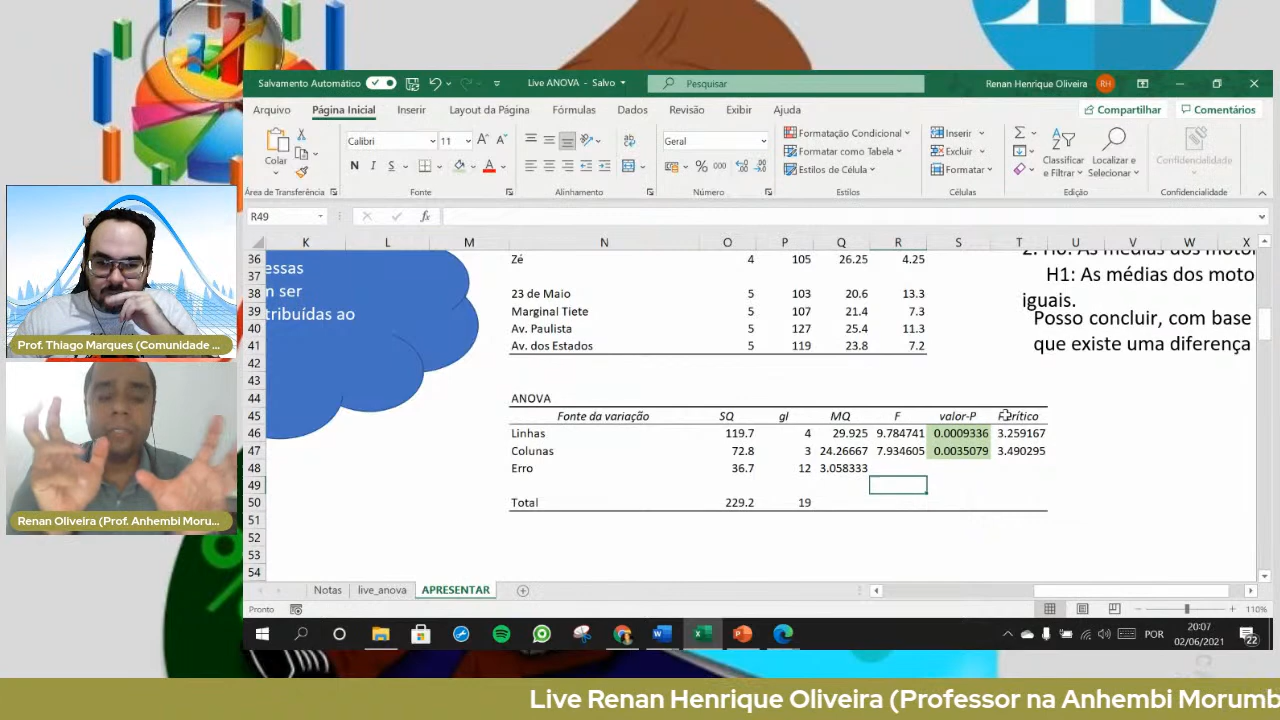 Salvamento Automático
Live ANOVA - Salvo
Pesquisar
Renan Henrique Oliveira
RH
Arquivo
Página Inicial
Inserir
Layout da Página
Fórmulas
Dados
Revisão
Exibir
Ajuda
Compartilhar
Comentários
Colar
Calibri
11
N
I
S
Geral
Formatação Condicional
Formatar como Tabela
Estilos de Célula
Inserir
Excluir
Formatar
Classificar e Filtrar
Localizar e Selecionar
Confidencialidade
Área de Transferência
Fonte
Alinhamento
Número
Estilos
Células
Edição
Confidencialidade
R49
fx
K L M N O P Q R S T U V W X
36 Zé 4 105 26.25 4.25
37
38 23 de Maio 5 103 20.6 13.3
39 Marginal Tiete 5 107 21.4 7.3
40 Av. Paulista 5 127 25.4 11.3
41 Av. dos Estados 5 119 23.8 7.2
42
43
44 ANOVA
45 Fonte da variação SQ gl MQ F valor-P F crítico
46 Linhas 119.7 4 29.925 9.784741 0.0009336 3.259167
47 Colunas 72.8 3 24.26667 7.934605 0.0035079 3.490295
48 Erro 36.7 12 3.058333
49
50 Total 229.2 19
51
52
53
54
essas
m ser
tribuídas ao
2. H0: As médias dos motor
H1: As médias dos moto
iguais.
Posso concluir, com base
que existe uma diferença
Prof. Thiago Marques (Comunidade ...
Renan Oliveira (Prof. Anhembi Moru...
Notas
live_anova
APRESENTAR
Pronto
110%
POR
20:07
02/06/2021
22
Live Renan Henrique Oliveira (Professor na Anhembi Morumb